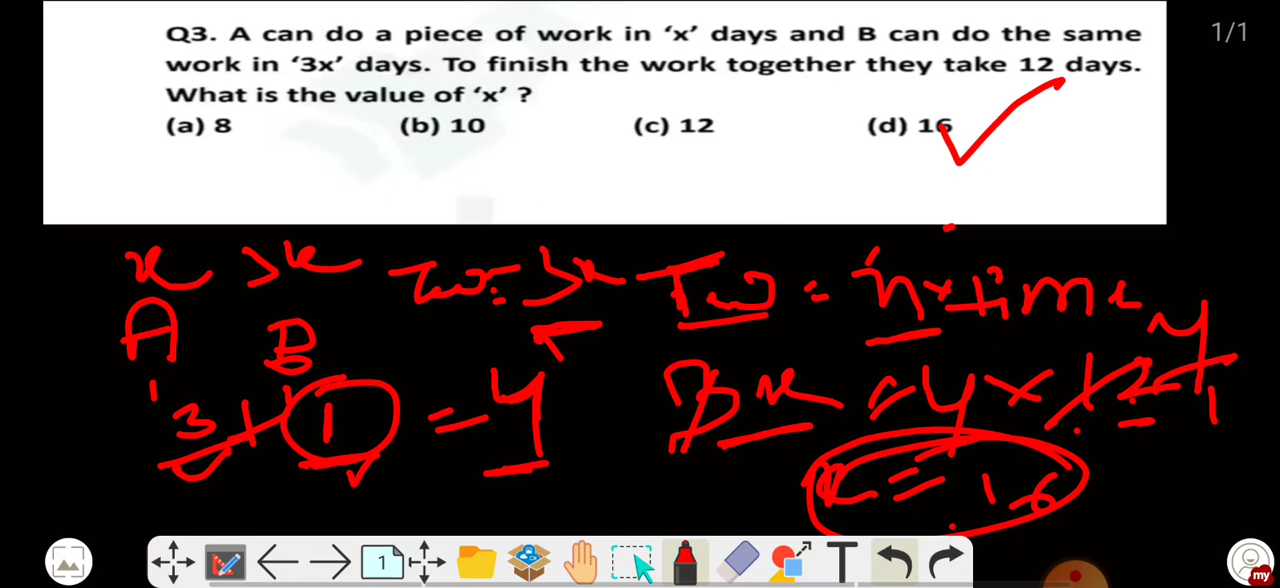 1/1
Q3. A can do a piece of work in ‘x’ days and B can do the same
work in ‘3x’ days. To finish the work together they take 12 days.
What is the value of ‘x’ ?
(a) 8 (b) 10 (c) 12 (d) 16
x 3x Tw = 3x Tw = n x time
A B
3 + 1 = 4 3x = 4 x 12 4
1
x = 16
1 T
my